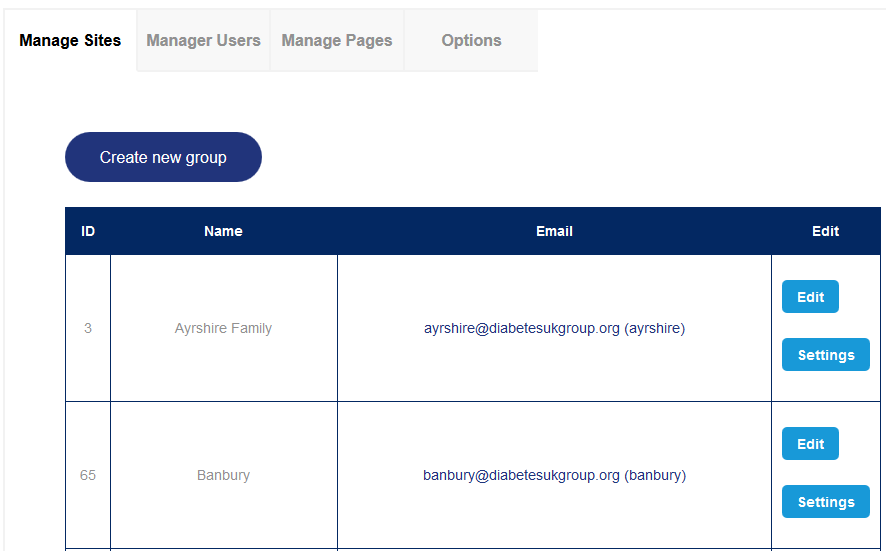 Manage Sites Manager Users Manage Pages Options
Create new group
ID Name Email Edit
3 Ayrshire Family ayrshire@diabetesukgroup.org (ayrshire) Edit
Settings
65 Banbury banbury@diabetesukgroup.org (banbury) Edit
Settings